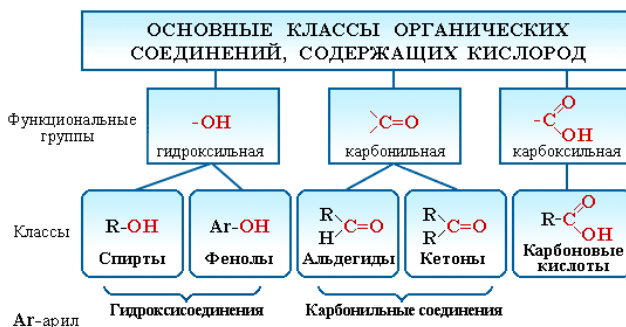 ОСНОВНЫЕ КЛАССЫ ОРГАНИЧЕСКИХ
СОЕДИНЕНИЙ, СОДЕРЖАЩИХ КИСЛОРОД
Функциональные
группы
-OH
гидроксильная
C=O
карбонильная
-C
O
OH
карбоксильная
Классы
R-OH
Спирты
Ar-OH
Фенолы
R
H
C=O
Альдегиды
R
R
C=O
Кетоны
R-C
O
OH
Карбоновые
кислоты
Гидроксисоединения
Карбонильные соединения
Ar-арил